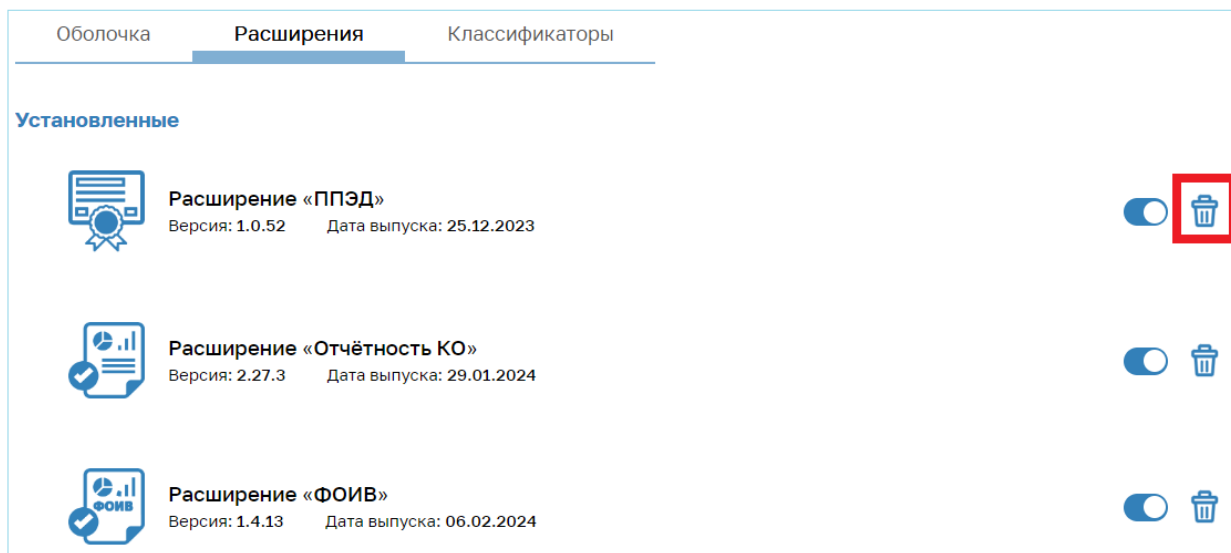 Оболочка Расширения Классификаторы
Установленные
Расширение «ППЭД»
Версия: 1.0.52 Дата выпуска: 25.12.2023
Расширение «Отчётность КО»
Версия: 2.27.3 Дата выпуска: 29.01.2024
ФОИВ
Расширение «ФОИВ»
Версия: 1.4.13 Дата выпуска: 06.02.2024